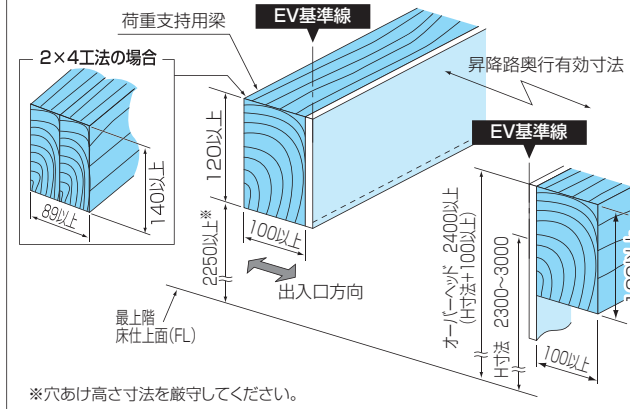 荷重支持用梁
EV基準線
2×4工法の場合
昇降路奥行有効寸法
EV基準線
120以上
140以上
89以上
100以上
2250以上※
出入口方向
オーバーヘッド 2400以上
(H寸法+100以上)
H寸法 2300~3000
100以上
最上階
床仕上面(FL)
※穴あけ高さ寸法を厳守してください。